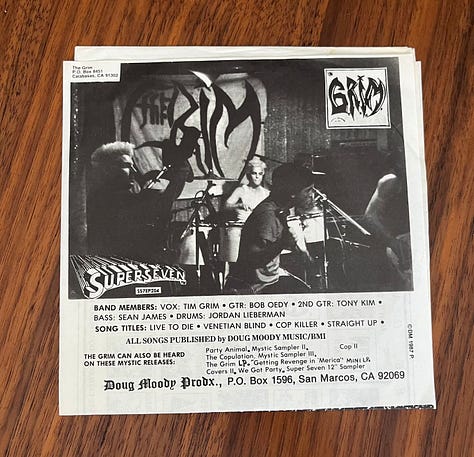 The Grim
P.O. Box 8451
Calabasas, CA 91302
THE GRIM
GRIM
SUPERSEVEN
SS7EP204
BAND MEMBERS: VOX: TIM GRIM • GTR: BOB OEDY • 2ND GTR: TONY KIM •
BASS: SEAN JAMES • DRUMS: JORDAN LIEBERMAN
SONG TITLES: LIVE TO DIE • VENETIAN BLIND • COP KILLER • STRAIGHT UP •
ALL SONGS PUBLISHED by DOUG MOODY MUSIC/BMI
THE GRIM CAN ALSO BE HEARD
ON THESE MYSTIC RELEASES:
Party Animal, Mystic Sampler II, Cop II
The Copulation, Mystic Sampler III,
The Grim LP. "Getting Revenge in 'Merica" MINI LP.
Covers II, We Got Party, Super Seven 12" Sampler
Doug Moody Prodx., P.O. Box 1596, San Marcos, CA 92069
©DM 1987 P.